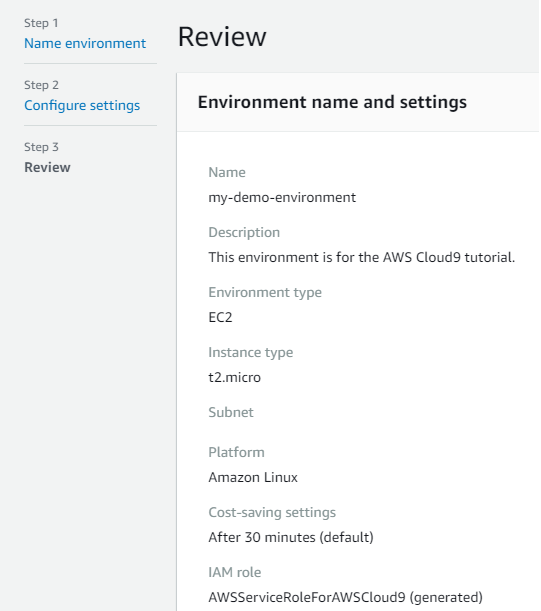 Step 1
Name environment
Step 2
Configure settings
Step 3
Review
Review
Environment name and settings
Name
my-demo-environment
Description
This environment is for the AWS Cloud9 tutorial.
Environment type
EC2
Instance type
t2.micro
Subnet
Platform
Amazon Linux
Cost-saving settings
After 30 minutes (default)
IAM role
AWSServiceRoleForAWSCloud9 (generated)